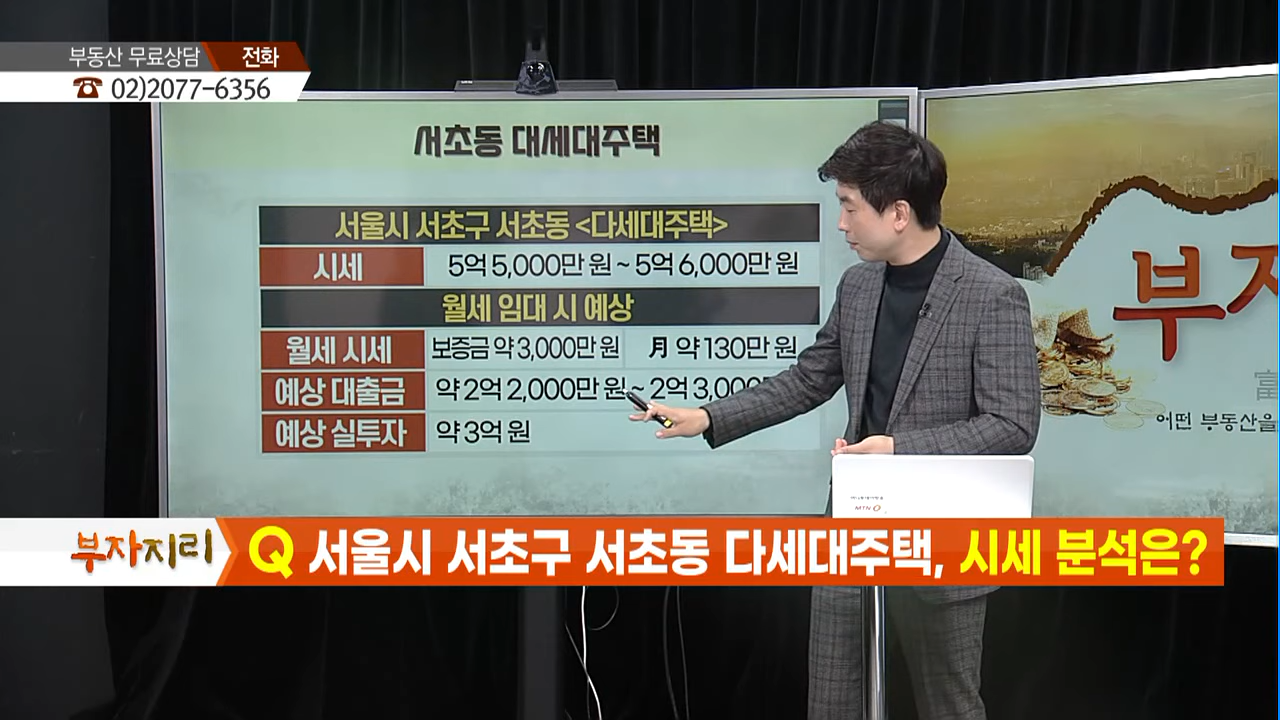 부동산 무료상담 전화
☎ 02)2077-6356
서초동 대세대주택
서울시 서초구 서초동 <다세대주택>
시세 5억 5,000만 원 ~ 5억 6,000만 원
월세 임대 시 예상
월세 시세 보증금 약 3,000만 원 月 약 130만 원
예상 대출금 약 2억 2,000만 원 ~ 2억 3,000
예상 실투자 약 3억 원
부자
富
어떤 부동산을
MTN
부자지리 Q 서울시 서초구 서초동 다세대주택, 시세 분석은?